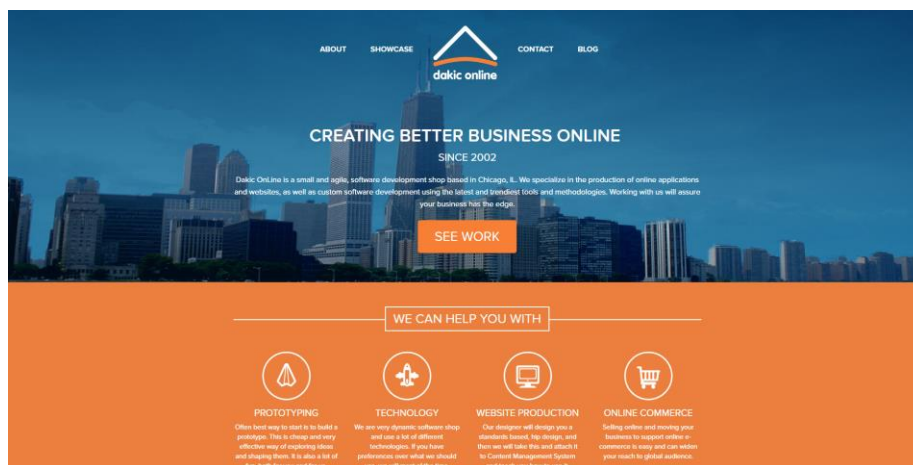 ABOUT SHOWCASE CONTACT BLOG
dakic online
CREATING BETTER BUSINESS ONLINE
SINCE 2002
Dakic OnLine is a small and agile, software development shop based in Chicago, IL. We specialize in the production of online applications
and websites, as well as custom software development using the latest and trendiest tools and methodologies. Working with us will assure
your business has the edge.
SEE WORK
WE CAN HELP YOU WITH
PROTOTYPING
Often best way to start is to build a
prototype. This is cheap and very
effective way of exploring ideas
and shaping them. It is also a lot of
TECHNOLOGY
We are very dynamic software shop
and use a lot of different
technologies. If you have
preferences over what we should
WEBSITE PRODUCTION
Our designer will design you a
standards based, hip design, and
then we will take this and attach it
to Content Management System
ONLINE COMMERCE
Selling online and moving your
business to support online e-
commerce is easy and can widen
your reach to global audience.